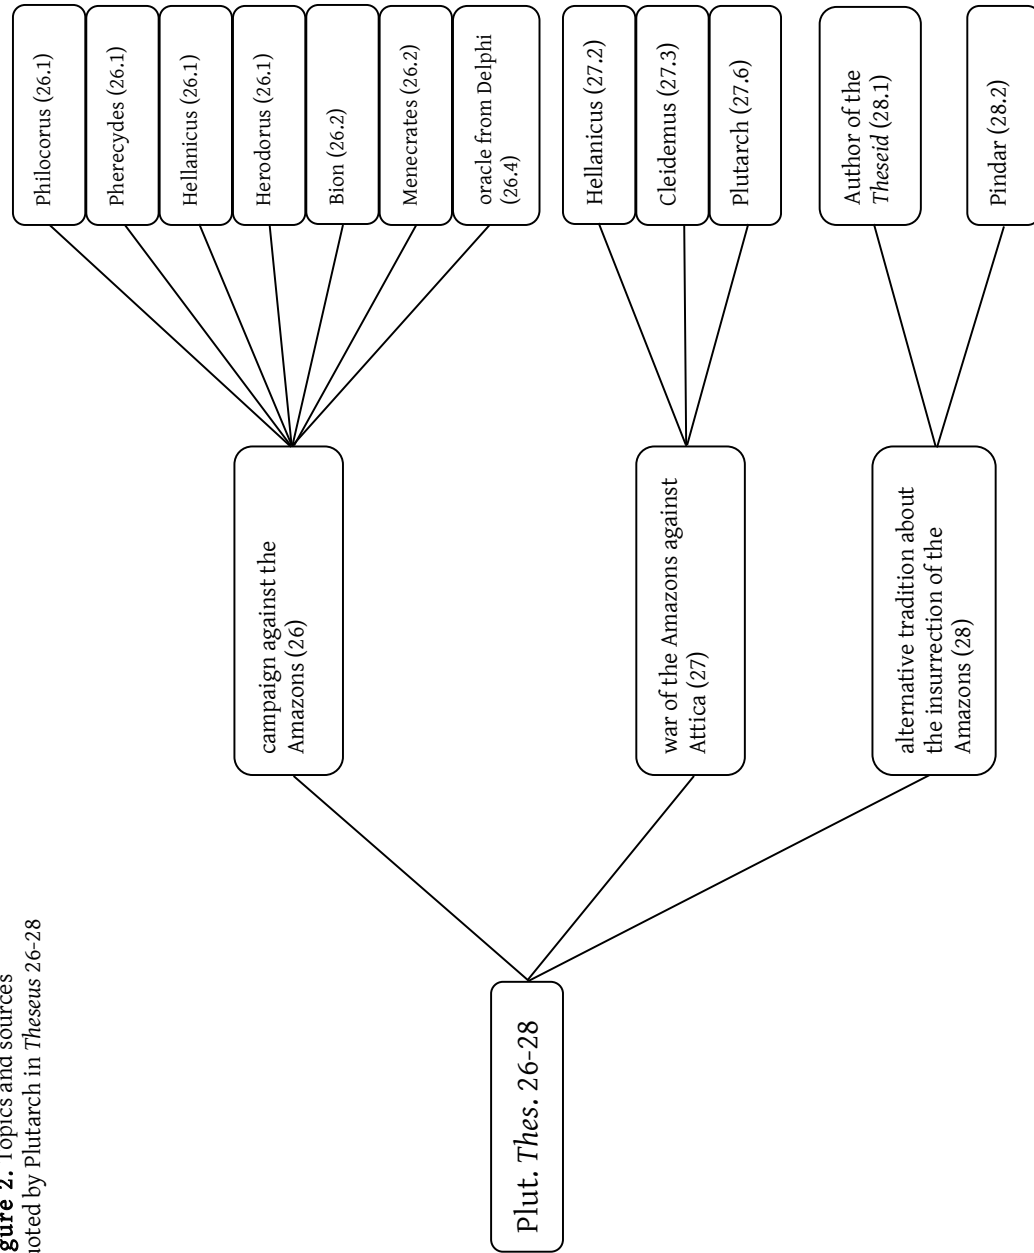 gure 2. Topics and sources
uoted by Plutarch in Theseus 26-28
Plut. Thes. 26-28
campaign against the
Amazons (26)
Philocorus (26.1)
Pherecydes (26.1)
Hellanicus (26.1)
Herodorus (26.1)
Bion (26.2)
Menecrates (26.2)
oracle from Delphi
(26.4)
war of the Amazons against
Attica (27)
Hellanicus (27.2)
Cleidemus (27.3)
Plutarch (27.6)
alternative tradition about
the insurrection of the
Amazons (28)
Author of the
Theseid (28.1)
Pindar (28.2)